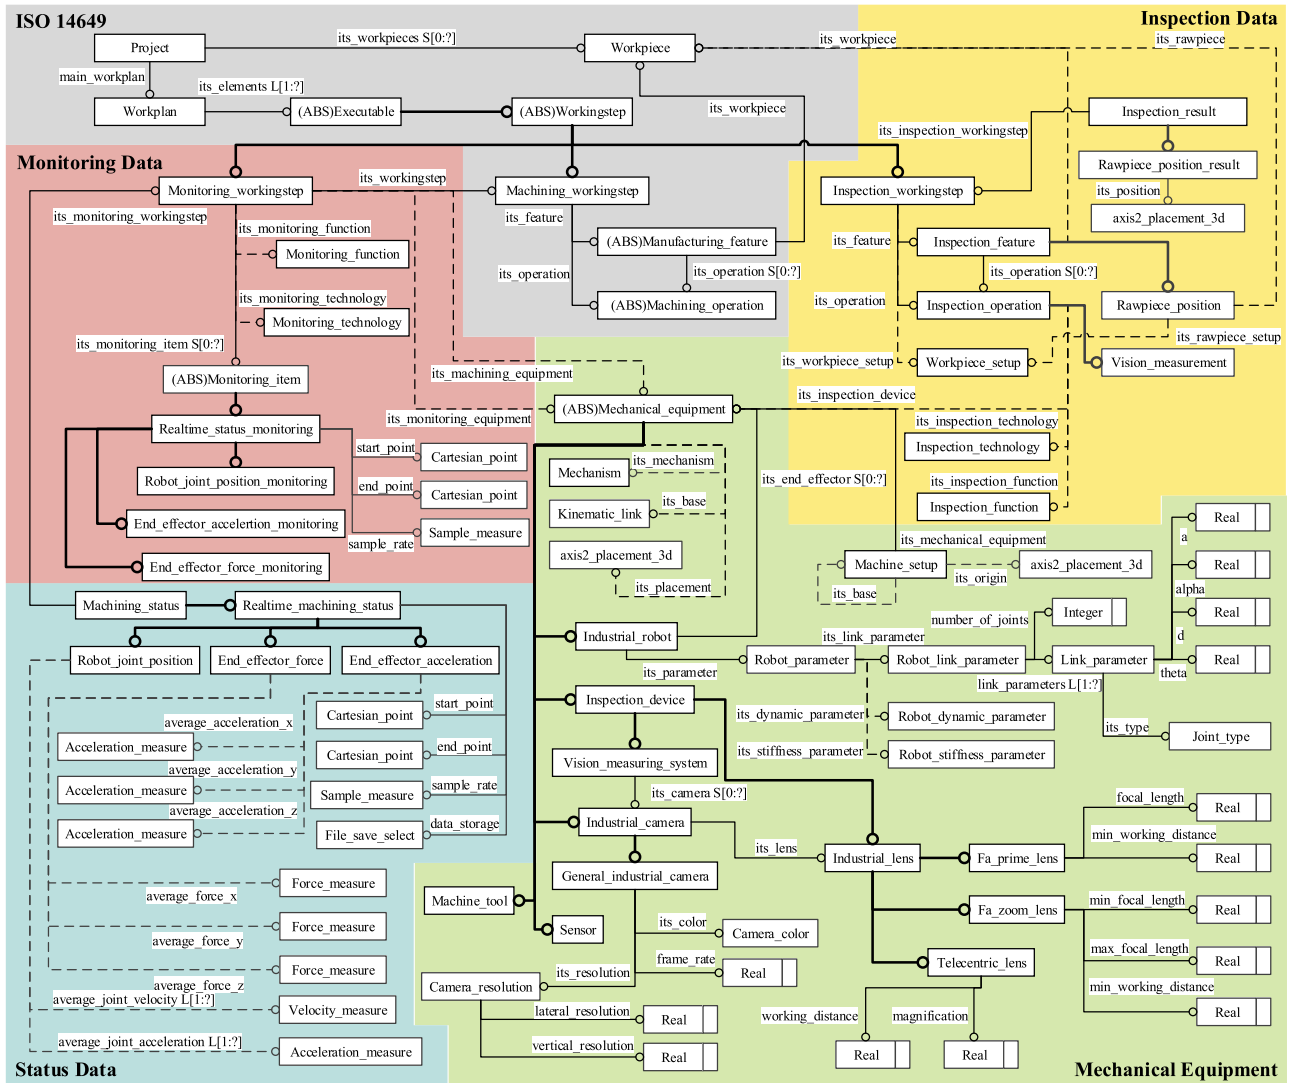 ISO 14649
Inspection Data
Project
its_workpieces S[0:?]
Workpiece
its_workpiece
its_rawpiece
main_workplan
its_elements L[1:?]
Workplan
(ABS)Executable
(ABS)Workingstep
its_workpiece
its_inspection_workingstep
Inspection_result
Monitoring Data
Rawpiece_position_result
its_workingstep
its_position
Monitoring_workingstep
Machining_workingstep
Inspection_workingstep
its_monitoring_workingstep
its_feature
axis2_placement_3d
its_monitoring_function
Monitoring_function
(ABS)Manufacturing_feature
its_feature
Inspection_feature
its_operation
its_operation S[0:?]
its_operation S[0:?]
its_monitoring_technology
Monitoring_technology
(ABS)Machining_operation
its_operation
Inspection_operation
Rawpiece_position
its_monitoring_item S[0:?]
its_rawpiece_setup
its_workpiece_setup
Workpiece_setup
Vision_measurement
(ABS)Monitoring_item
its_machining_equipment
its_inspection_device
(ABS)Mechanical_equipment
its_monitoring_equipment
its_inspection_technology
Realtime_status_monitoring
start_point
Cartesian_point
Inspection_technology
Mechanism
its_mechanism
its_end_effector S[0:?]
Robot_joint_position_monitoring
end_point
Cartesian_point
its_inspection_function
Kinematic_link
its_base
Inspection_function
End_effector_accelertion_monitoring
Sample_measure
sample_rate
a
Real
its_mechanical_equipment
axis2_placement_3d
End_effector_force_monitoring
its_placement
Machine_setup
its_origin
axis2_placement_3d
Real
its_base
alpha
Machining_status
Realtime_machining_status
number_of_joints
Integer
Real
its_link_parameter
d
Industrial_robot
Robot_joint_position
End_effector_force
End_effector_acceleration
its_parameter
Robot_parameter
Robot_link_parameter
Link_parameter
theta
Real
link_parameters L[1:?]
Inspection_device
start_point
average_acceleration_x
Cartesian_point
its_dynamic_parameter
Robot_dynamic_parameter
its_type
Joint_type
Acceleration_measure
end_point
Cartesian_point
its_stiffness_parameter
Robot_stiffness_parameter
average_acceleration_y
Vision_measuring_system
Acceleration_measure
sample_rate
Sample_measure
its_camera S[0:?]
focal_length
Real
average_acceleration_z
data_storage
Industrial_camera
Acceleration_measure
File_save_select
min_working_distance
its_lens
Industrial_lens
Fa_prime_lens
Real
General_industrial_camera
Force_measure
average_force_x
Machine_tool
min_focal_length
Fa_zoom_lens
Real
its_color
Force_measure
Sensor
Camera_color
average_force_y
max_focal_length
frame_rate
Telecentric_lens
Real
Force_measure
its_resolution
Real
average_force_z
Camera_resolution
min_working_distance
average_joint_velocity L[1:?]
Velocity_measure
lateral_resolution
Real
working_distance
magnification
Real
average_joint_acceleration L[1:?]
Acceleration_measure
vertical_resolution
Real
Real
Real
Status Data
Mechanical Equipment